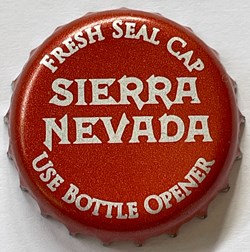 FRESH SEAL CAP
SIERRA
NEVADA
USE BOTTLE OPENER